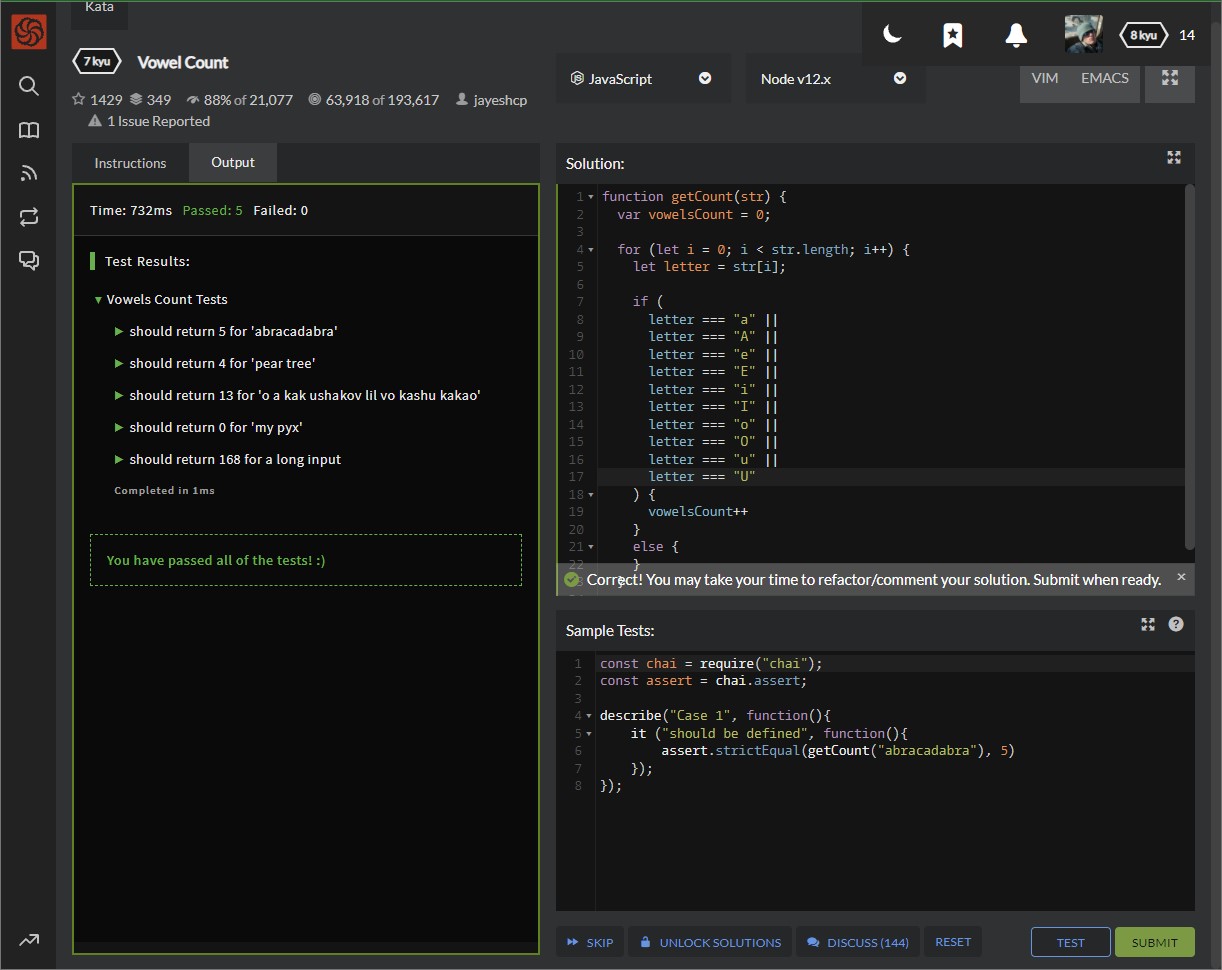 Kata
8 kyu 14
7 kyu Vowel Count
1429 349 88% of 21,077 63,918 of 193,617 jayeshcp
1 Issue Reported
JavaScript Node v12.x VIM EMACS
Instructions Output
Time: 732ms Passed: 5 Failed: 0
Test Results:
Vowels Count Tests
should return 5 for 'abracadabra'
should return 4 for 'pear tree'
should return 13 for 'o a kak ushakov lil vo kashu kakao'
should return 0 for 'my pyx'
should return 168 for a long input
Completed in 1ms
You have passed all of the tests! :)
Solution:
1 function getCount(str) {
2 var vowelsCount = 0;
3
4 for (let i = 0; i < str.length; i++) {
5 let letter = str[i];
6
7 if (
8 letter === "a" ||
9 letter === "A" ||
10 letter === "e" ||
11 letter === "E" ||
12 letter === "i" ||
13 letter === "I" ||
14 letter === "o" ||
15 letter === "O" ||
16 letter === "u" ||
17 letter === "U"
18 ) {
19 vowelsCount++
20 }
21 else {
22 }
Correct! You may take your time to refactor/comment your solution. Submit when ready. ×
Sample Tests:
1 const chai = require("chai");
2 const assert = chai.assert;
3
4 describe("Case 1", function(){
5 it ("should be defined", function(){
6 assert.strictEqual(getCount("abracadabra"), 5)
7 });
8 });
SKIP UNLOCK SOLUTIONS DISCUSS (144) RESET TEST SUBMIT